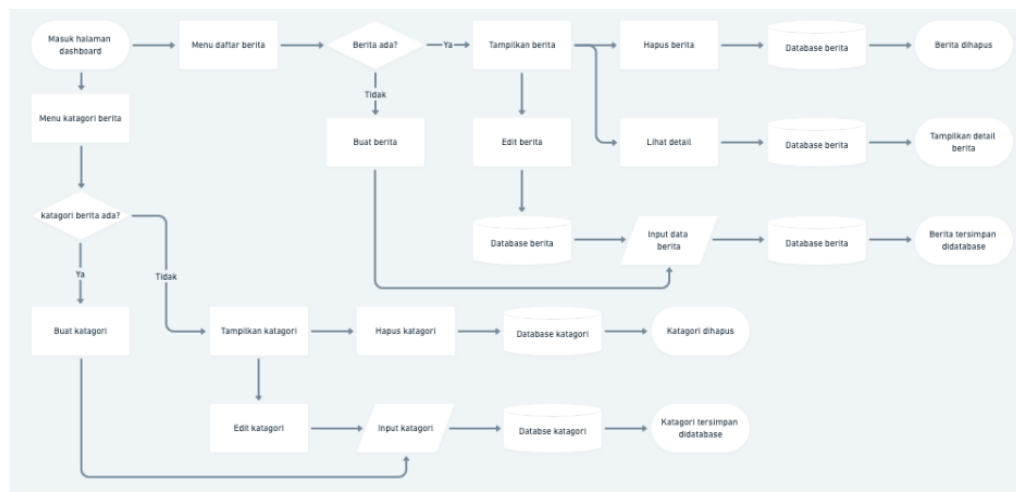 Masuk halaman
dashboard
Menu daftar berita
Berita ada?
Ya
Tampilkan berita
Hapus berita
Database berita
Berita dihapus
Tidak
Menu katagori berita
Buat berita
Edit berita
Lihat detail
Database berita
Tampilkan detail
berita
katagori berita ada?
Database berita
Input data
berita
Database berita
Berita tersimpan
didatabase
Ya
Tidak
Buat katagori
Tampilkan katagori
Hapus katagori
Database katagori
Katagori dihapus
Edit katagori
Input katagori
Databse katagori
Katagori tersimpan
didatabase